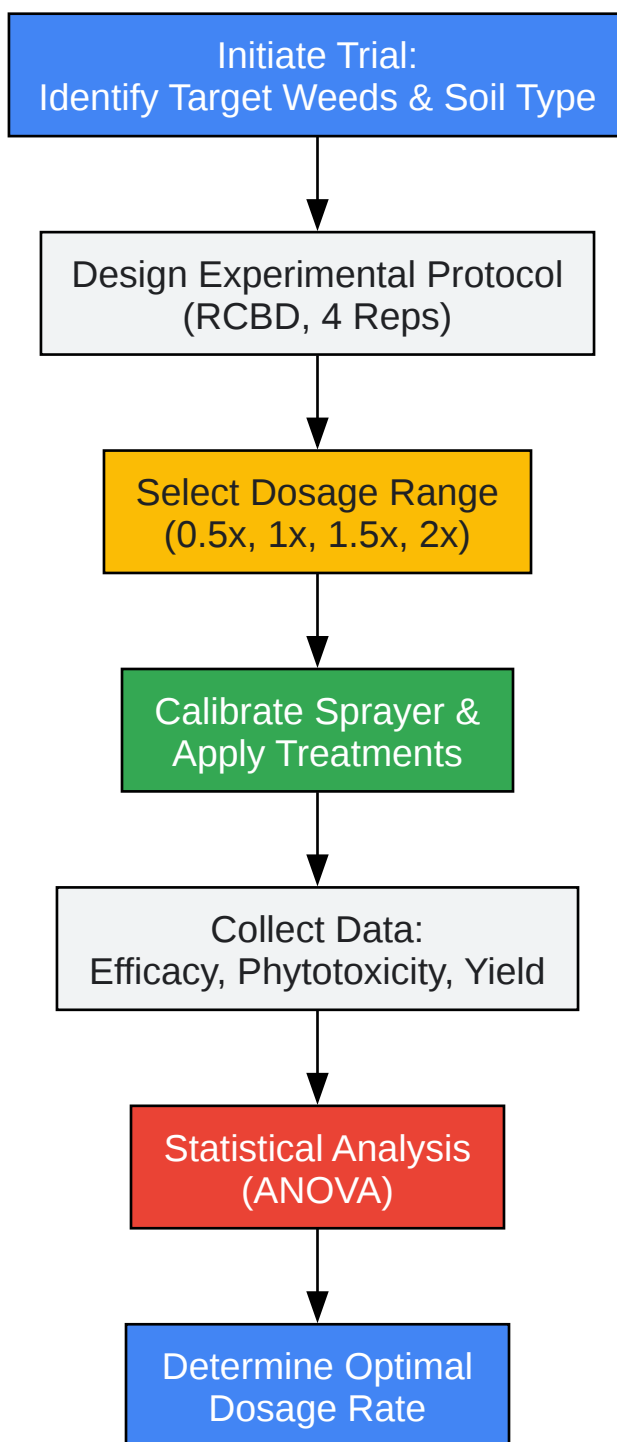 Initiate Trial:
Identify Target Weeds & Soil Type
Design Experimental Protocol
(RCBD, 4 Reps)
Select Dosage Range
(0.5x, 1x, 1.5x, 2x)
Calibrate Sprayer &
Apply Treatments
Collect Data:
Efficacy, Phytotoxicity, Yield
Statistical Analysis
(ANOVA)
Determine Optimal
Dosage Rate